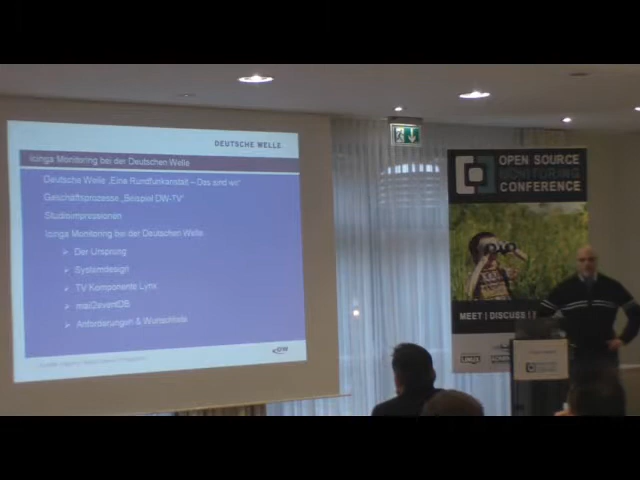 DEUTSCHE WELLE
Icinga Monitoring bei der Deutschen Welle
Deutsche Welle „Eine Rundfunkanstalt – Das sind wir"
Geschäftsprozesse „Beispiel DW-TV"
Studioimpressionen
Icinga Monitoring bei der Deutschen Welle
➢ Der Ursprung
➢ Systemdesign
➢ TV Komponente Lynx
➢ mail2eventDB
➢ Anforderungen & Wunschliste
DW
OPEN SOURCE
MONITORING
CONFERENCE
MEET | DISCUSS |